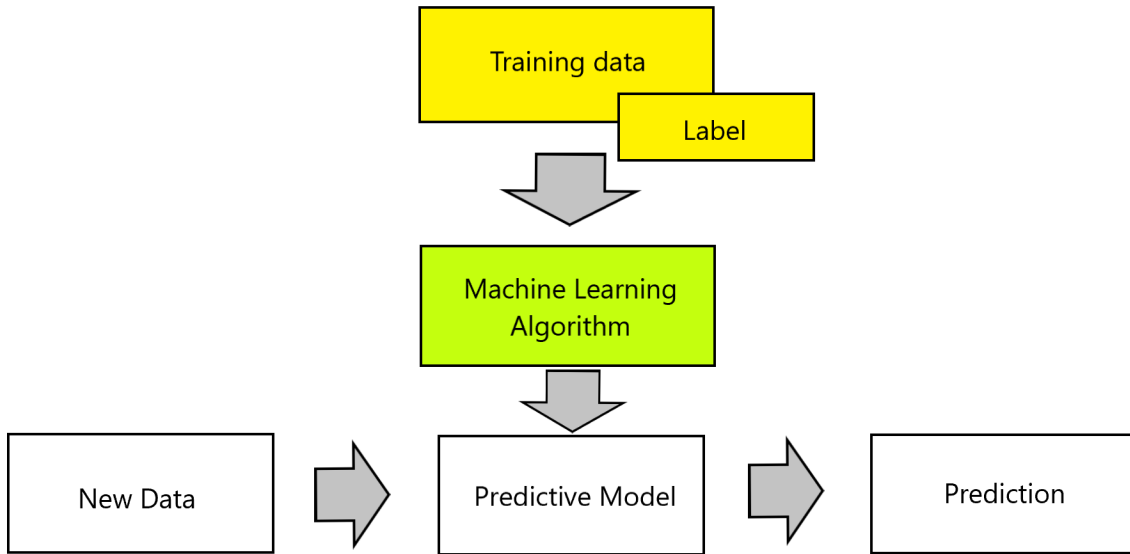 Training data
Label
Machine Learning
Algorithm
New Data
Predictive Model
Prediction